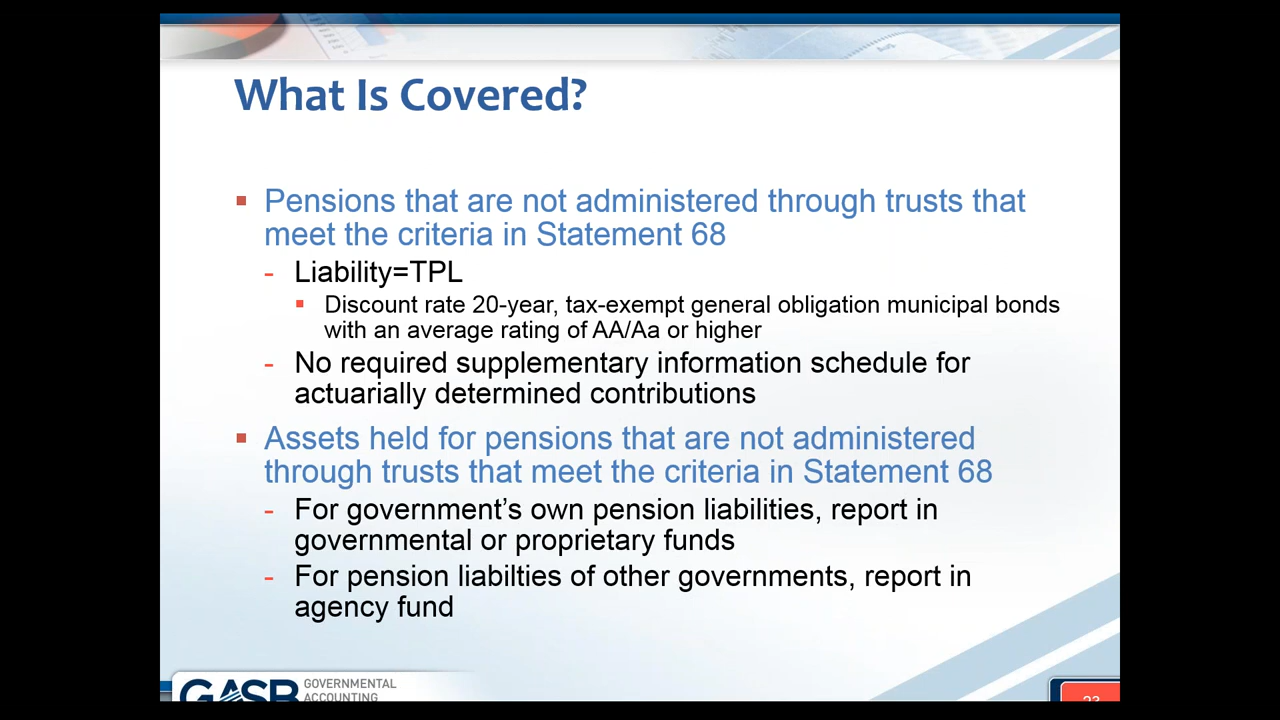 What Is Covered?
Pensions that are not administered through trusts that
meet the criteria in Statement 68
- Liability=TPL
Discount rate 20-year, tax-exempt general obligation municipal bonds
with an average rating of AA/Aa or higher
- No required supplementary information schedule for
actuarially determined contributions
Assets held for pensions that are not administered
through trusts that meet the criteria in Statement 68
- For government’s own pension liabilities, report in
governmental or proprietary funds
- For pension liabilties of other governments, report in
agency fund
GASB
GOVERNMENTAL
ACCOUNTING
23